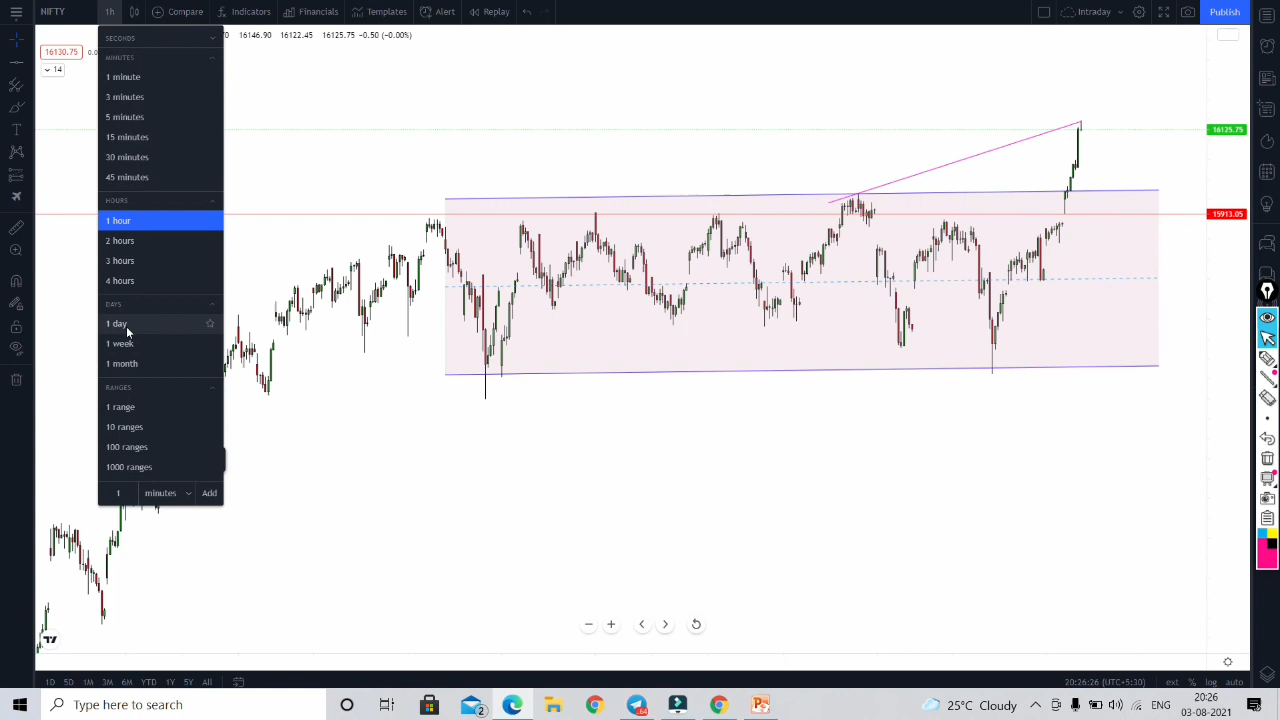 NIFTY 1h Compare Indicators Financials Templates Alert Replay Intraday Publish
SECONDS
0 16146.90 16122.45 16125.75 −0.50 (−0.00%)
16130.75 0.0
14
MINUTES
1 minute
3 minutes
5 minutes
15 minutes
30 minutes
45 minutes
HOURS
1 hour
2 hours
3 hours
4 hours
DAYS
1 day
1 week
1 month
RANGES
1 range
10 ranges
100 ranges
1000 ranges
1 minutes Add
16125.75
15913.05
1D 5D 1M 3M 6M YTD 1Y 5Y All 20:26:26 (UTC+5:30) ext % log auto
Type here to search 2 64 25°C Cloudy ENG 20:26
03-08-2021